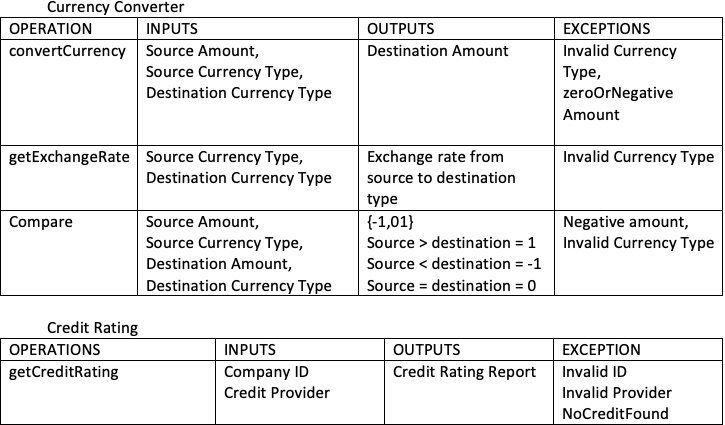 Currency Converter
OPERATION INPUTS OUTPUTS EXCEPTIONS
convertCurrency Source Amount, Destination Amount Invalid Currency
Source Currency Type, Type,
Destination Currency Type zeroOrNegative
Amount
getExchangeRate Source Currency Type, Exchange rate from Invalid Currency Type
Destination Currency Type source to destination
type
Compare Source Amount, {-1,01} Negative amount,
Source Currency Type, Source > destination = 1 Invalid Currency Type
Destination Amount, Source < destination = -1
Destination Currency Type Source = destination = 0
Credit Rating
OPERATIONS INPUTS OUTPUTS EXCEPTION
getCreditRating Company ID Credit Rating Report Invalid ID
Credit Provider Invalid Provider
NoCreditFound